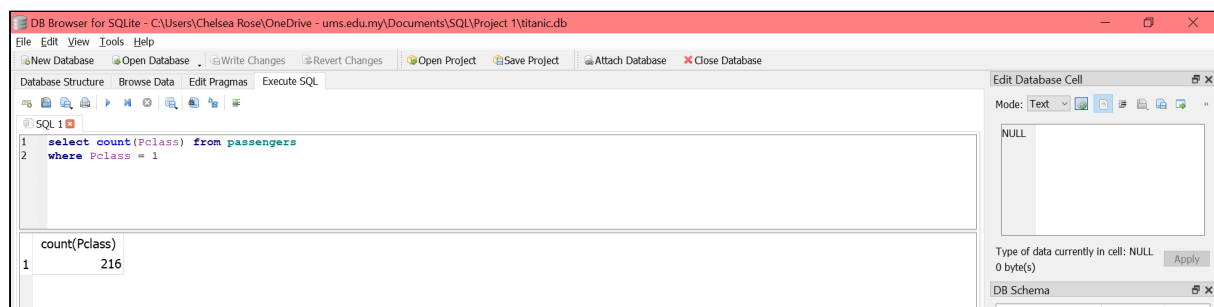 DB Browser for SQLite - C:\Users\Chelsea Rose\OneDrive - ums.edu.my\Documents\SQL\Project 1\titanic.db
File Edit View Tools Help
New Database Open Database Write Changes Revert Changes Open Project Save Project Attach Database Close Database
Database Structure Browse Data Edit Pragmas Execute SQL
SQL 1
1 select count(Pclass) from passengers
2 where Pclass = 1
count(Pclass)
1 216
Edit Database Cell
Mode: Text
NULL
Type of data currently in cell: NULL
0 byte(s)
Apply
DB Schema